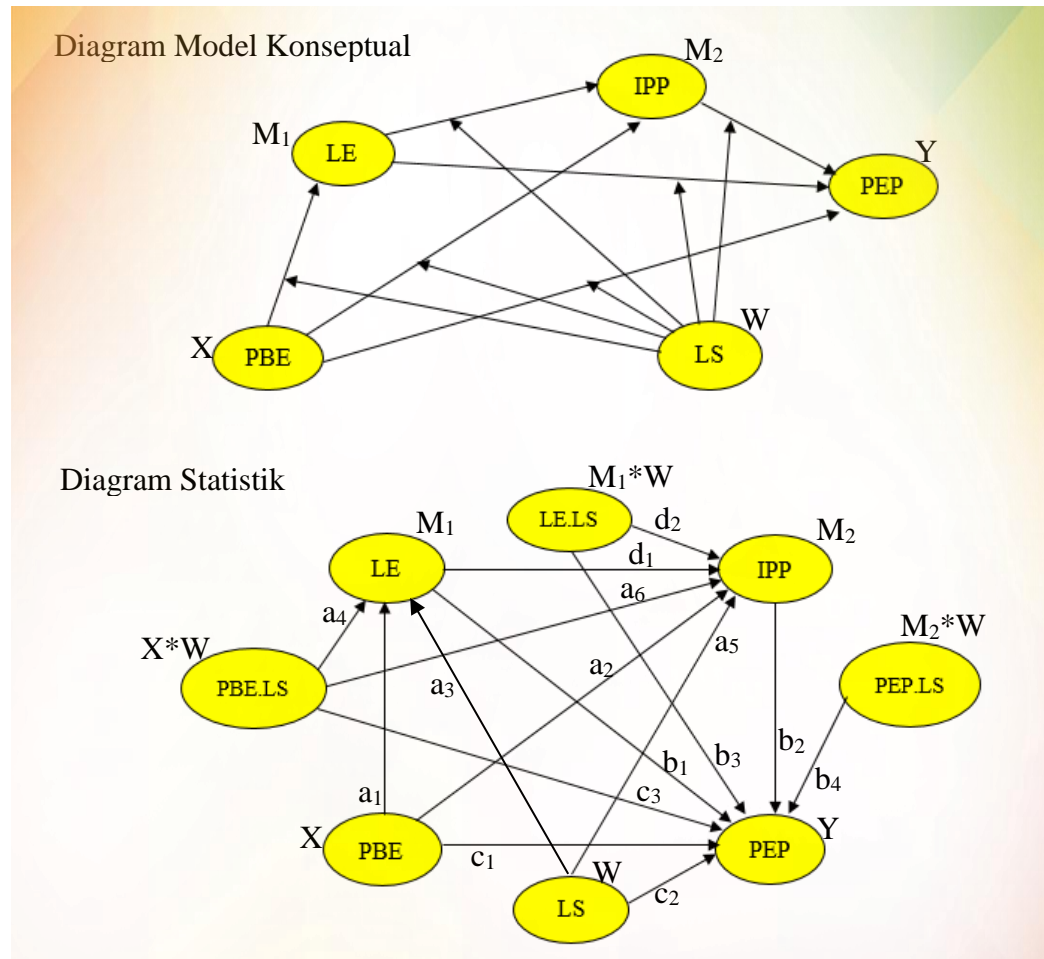 Diagram Model Konseptual
M2
IPP
M1
LE
Y
PEP
W
X
PBE
LS
Diagram Statistik
M1*W
LE.LS
M1
d2
M2
LE
d1
IPP
a6
a4
M2*W
X*W
a5
PBE.LS
a2
PEP.LS
a3
b2
b1
b3
b4
c3
a1
X
PBE
Y
PEP
c1
W
c2
LS